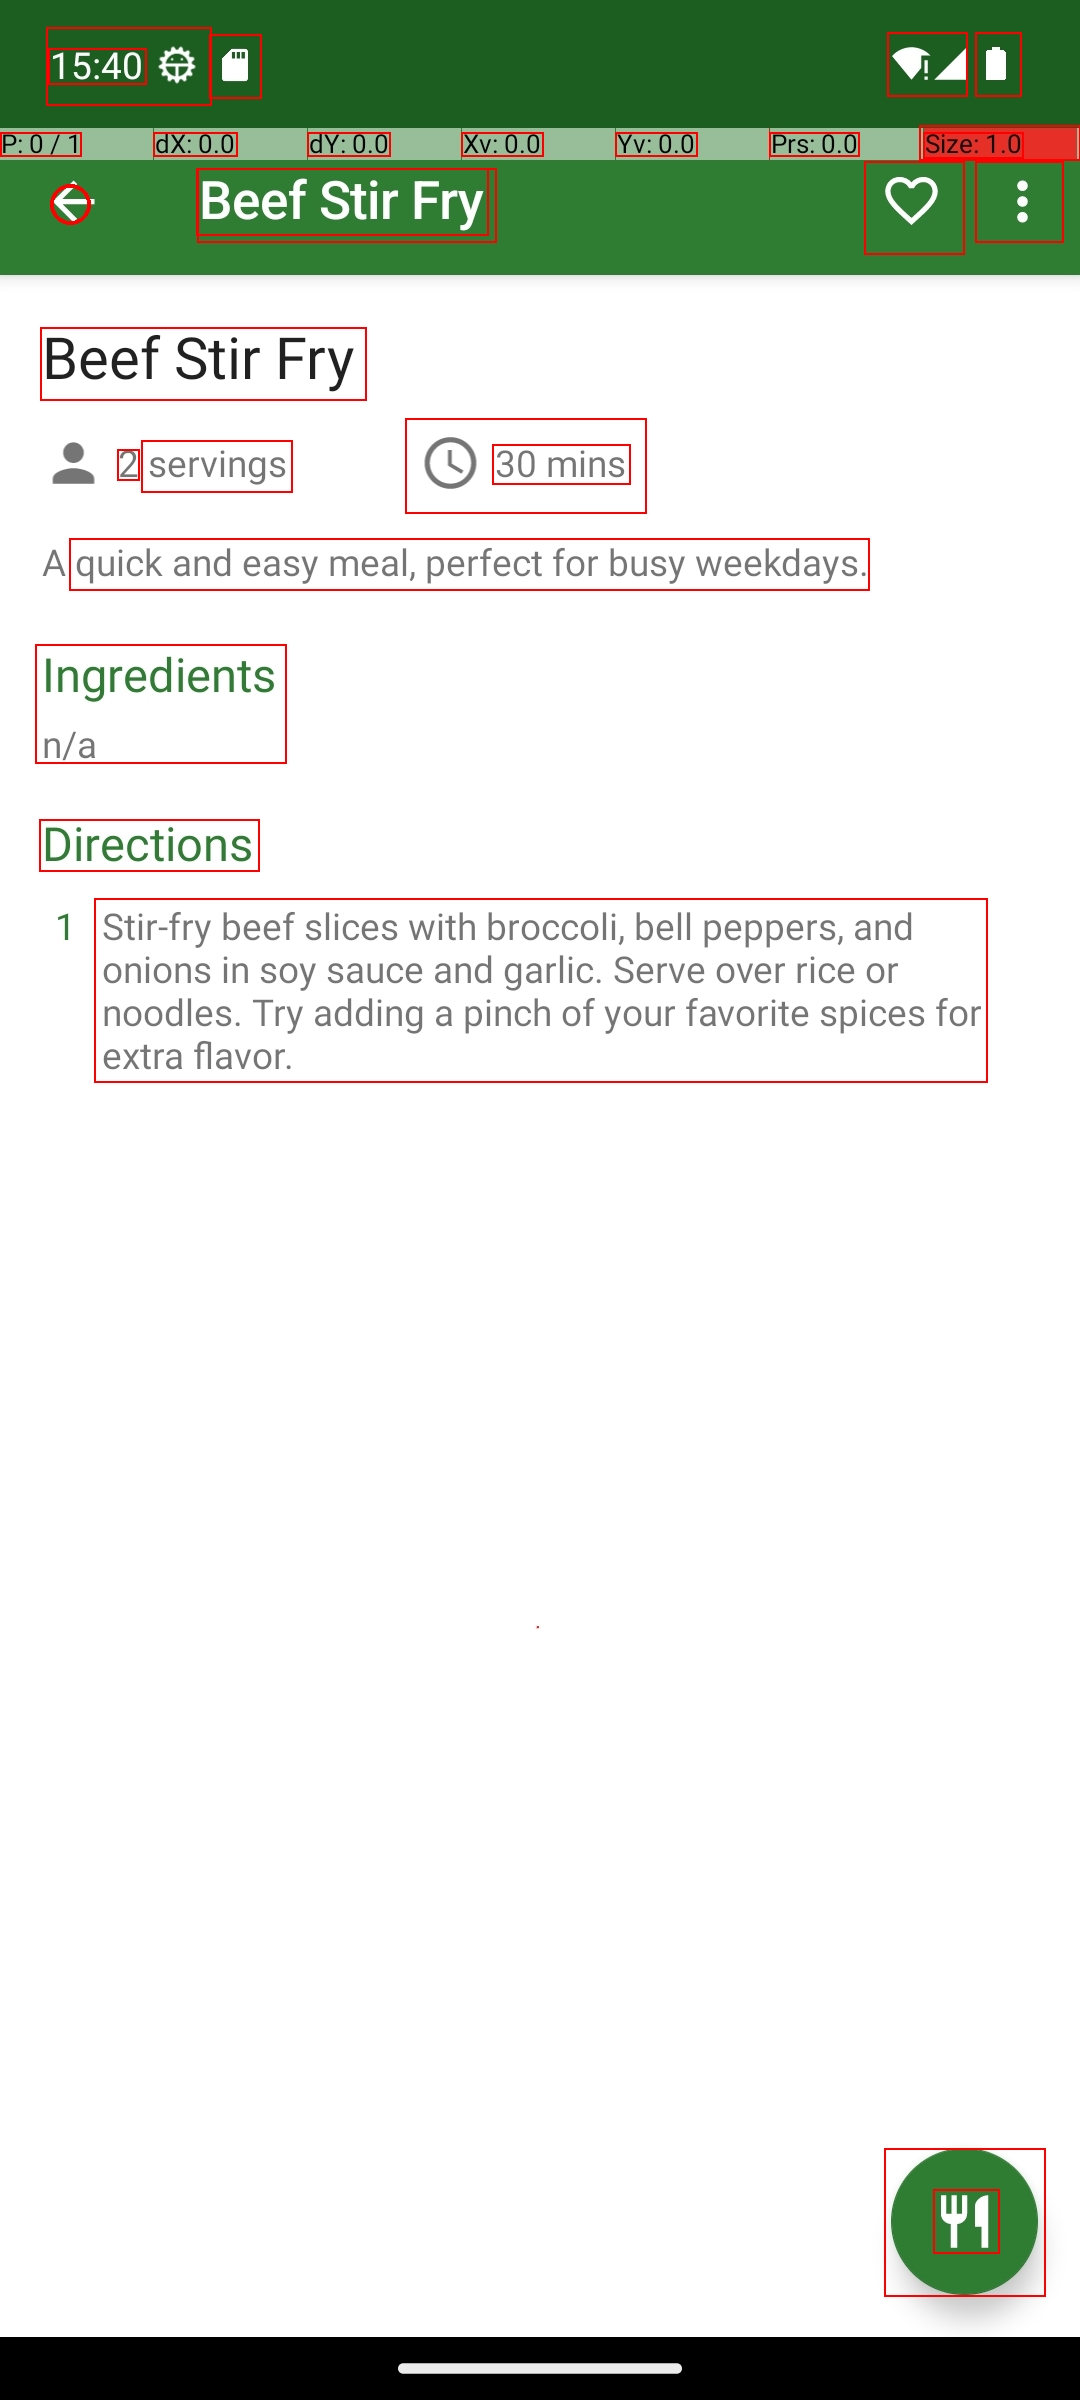 15:40
P: 0 / 1 dX: 0.0 dY: 0.0 Xv: 0.0 Yv: 0.0 Prs: 0.0 Size: 1.0
Beef Stir Fry
Beef Stir Fry
2 servings 30 mins
A quick and easy meal, perfect for busy weekdays.
Ingredients
n/a
Directions
1 Stir-fry beef slices with broccoli, bell peppers, and
onions in soy sauce and garlic. Serve over rice or
noodles. Try adding a pinch of your favorite spices for
extra flavor.